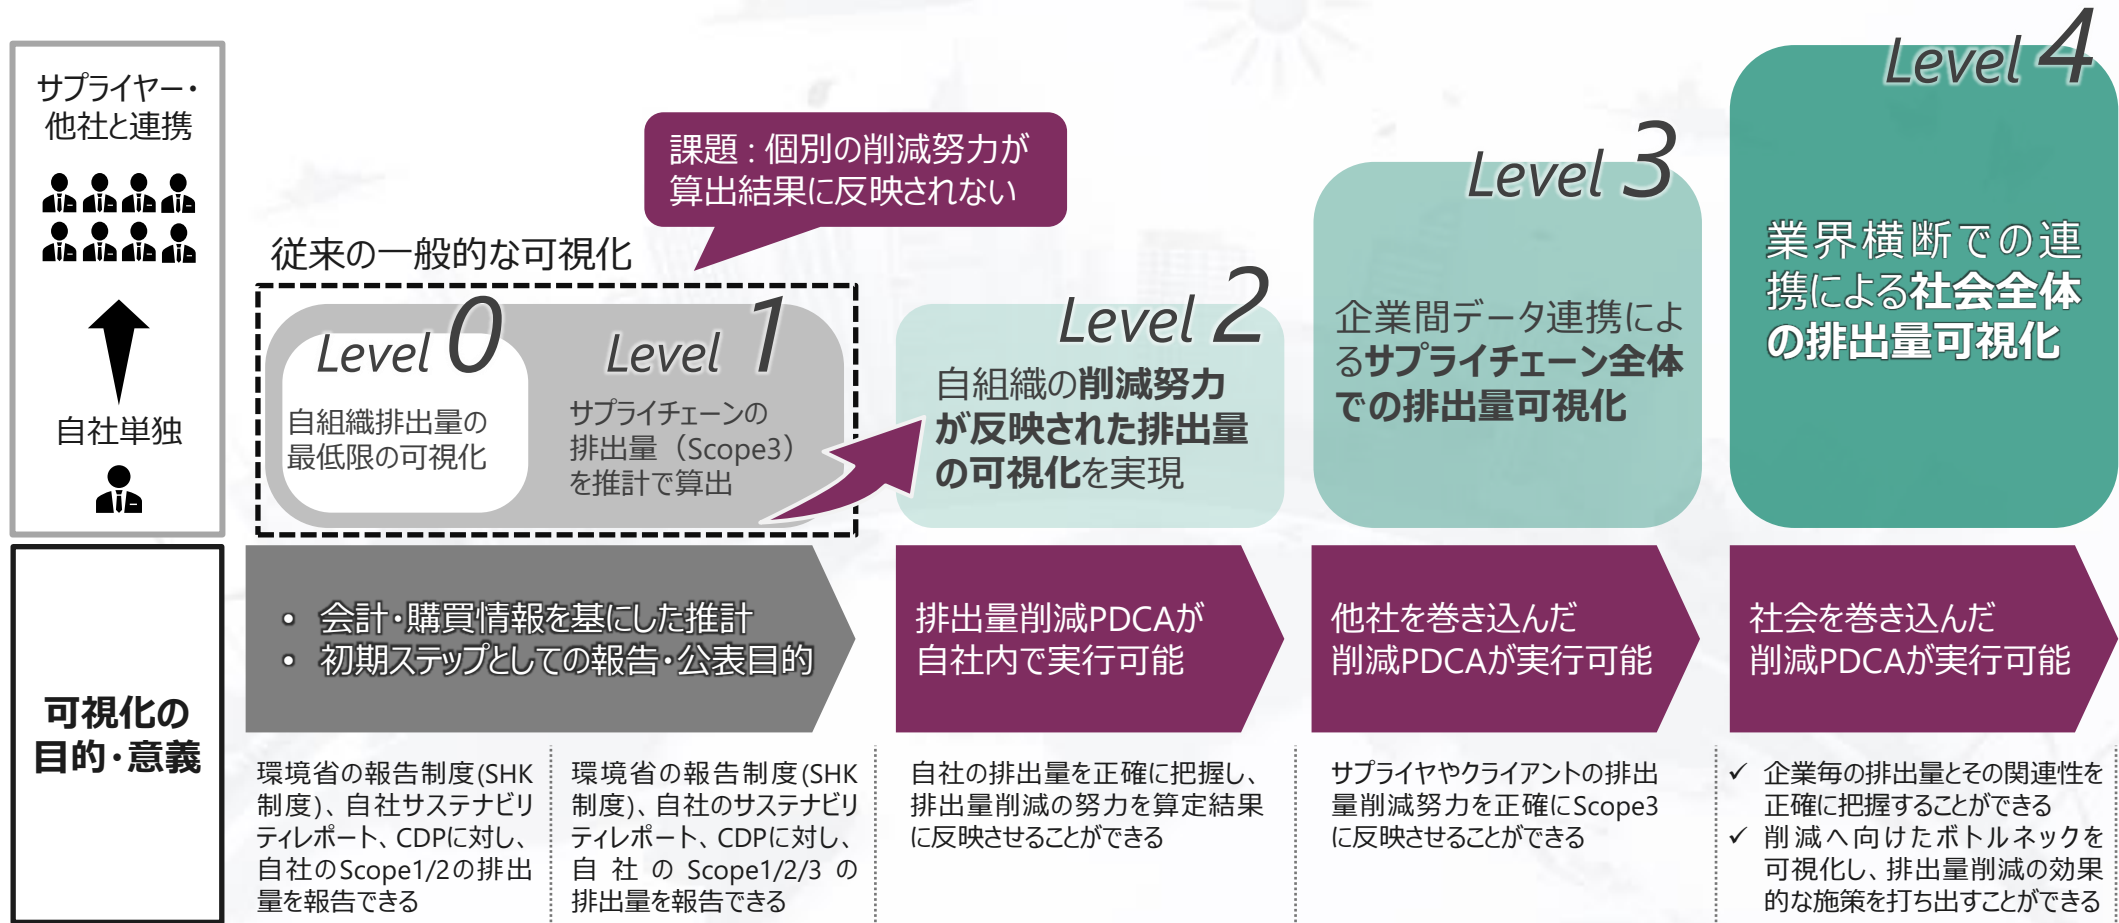 サプライヤー・
他社と連携
自社単独
課題：個別の削減努力が
算出結果に反映されない
従来の一般的な可視化
Level 0
自組織排出量の
最低限の可視化
Level 1
サプライチェーンの
排出量（Scope3）
を推計で算出
Level 2
自組織の削減努力
が反映された排出量
の可視化を実現
Level 3
企業間データ連携によ
るサプライチェーン全体
での排出量可視化
Level 4
業界横断での連
携による社会全体
の排出量可視化
可視化の
目的・意義
• 会計・購買情報を基にした推計
• 初期ステップとしての報告・公表目的
排出量削減PDCAが
自社内で実行可能
他社を巻き込んだ
削減PDCAが実行可能
社会を巻き込んだ
削減PDCAが実行可能
環境省の報告制度(SHK
制度)、自社サステナビリ
ティレポート、CDPに対し、
自社のScope1/2の排出
量を報告できる
環境省の報告制度(SHK
制度)、自社のサステナビリ
ティレポート、CDPに対し、
自社のScope1/2/3の
排出量を報告できる
自社の排出量を正確に把握し、
排出量削減の努力を算定結果
に反映させることができる
サプライヤやクライアントの排出
量削減努力を正確にScope3
に反映させることができる
✓ 企業毎の排出量とその関連性を
正確に把握することができる
✓ 削減へ向けたボトルネックを
可視化し、排出量削減の効果
的な施策を打ち出すことができる